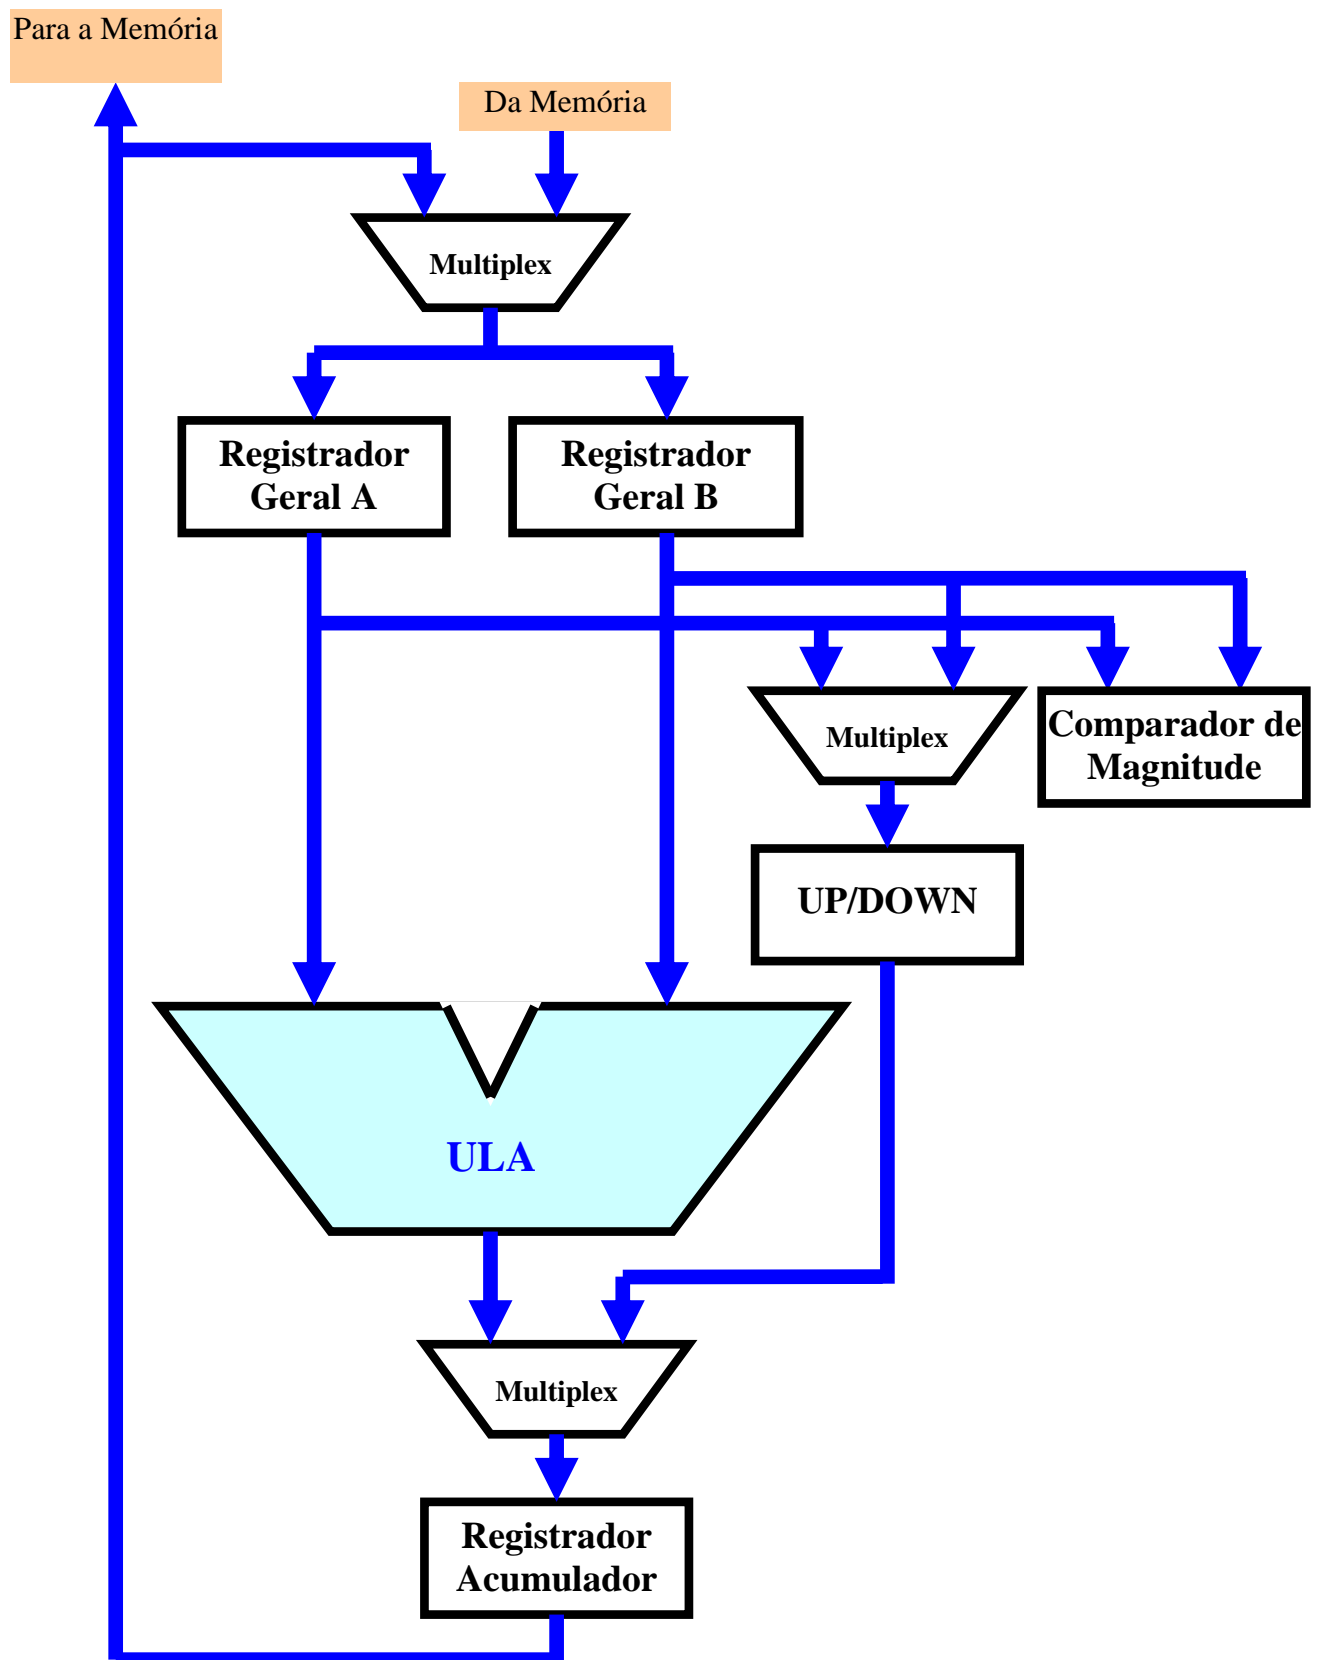 Para a Memória
Da Memória
Multiplex
Registrador
Geral A
Registrador
Geral B
Multiplex
Comparador de
Magnitude
UP/DOWN
ULA
Multiplex
Registrador
Acumulador